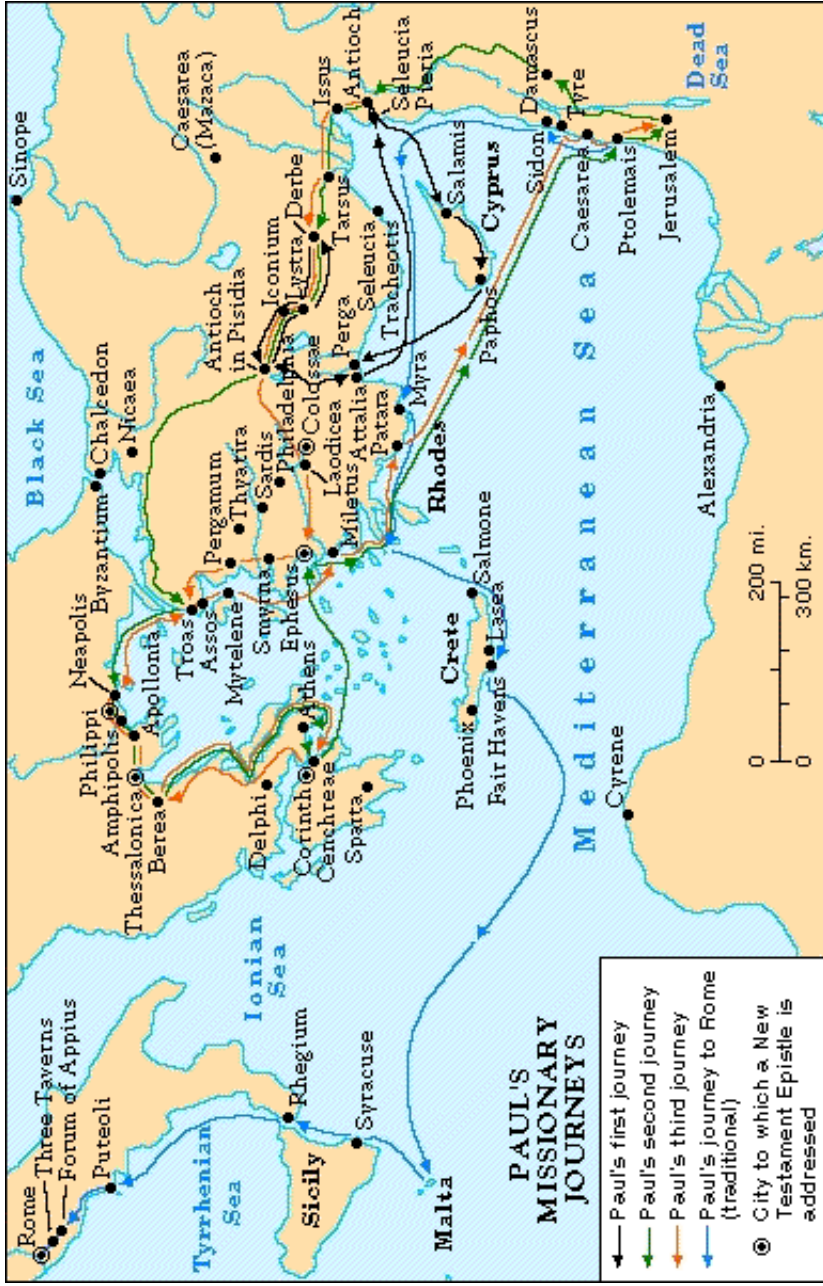 Rome
Three Taverns
Forum of Appius
Puteoli
Tyrrhenian
Sea
Sicily
Rhegium
Syracuse
Malta
Ionian
Sea
Philippi
Amphipolis
Thessalonica
Berea
Neapolis
Apollonia
Delphi
Corinth
Cenchreae
Sparta
Athens
Black Sea
Byzantium
Chalcedon
Nicaea
Troas
Assos
Mytelene
Pergamum
Thyatira
Sardis
Smyrna
Philadelphia
Ephesus
Colossae
Laodicea
Miletus
Antioch
in Pisidia
Iconium
Lystra
Derbe
Tarsus
Perga
Attalia
Patara
Myra
Rhodes
Seleucia
Tracheotis
Sinope
Caesarea
(Mazaca)
Issus
Antioch
Seleucia
Pieria
Salamis
Cyprus
Paphos
Damascus
Tyre
Sidon
Caesarea
Ptolemais
Jerusalem
Dead
Sea
Crete
Phoenix
Fair Havens
Lasea
Salmone
Mediterranean Sea
Cyrene
Alexandria
0 200 mi.
0 300 km.
PAUL'S
MISSIONARY
JOURNEYS
Paul's first journey
Paul's second journey
Paul's third journey
Paul's journey to Rome
(traditional)
City to which a New
Testament Epistle is
addressed